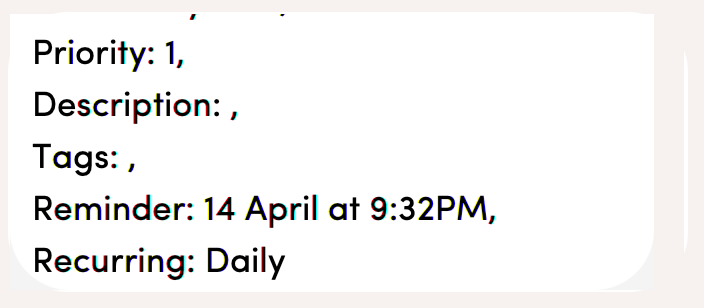 Priority: 1,
Description: ,
Tags: ,
Reminder: 14 April at 9:32PM,
Recurring: Daily